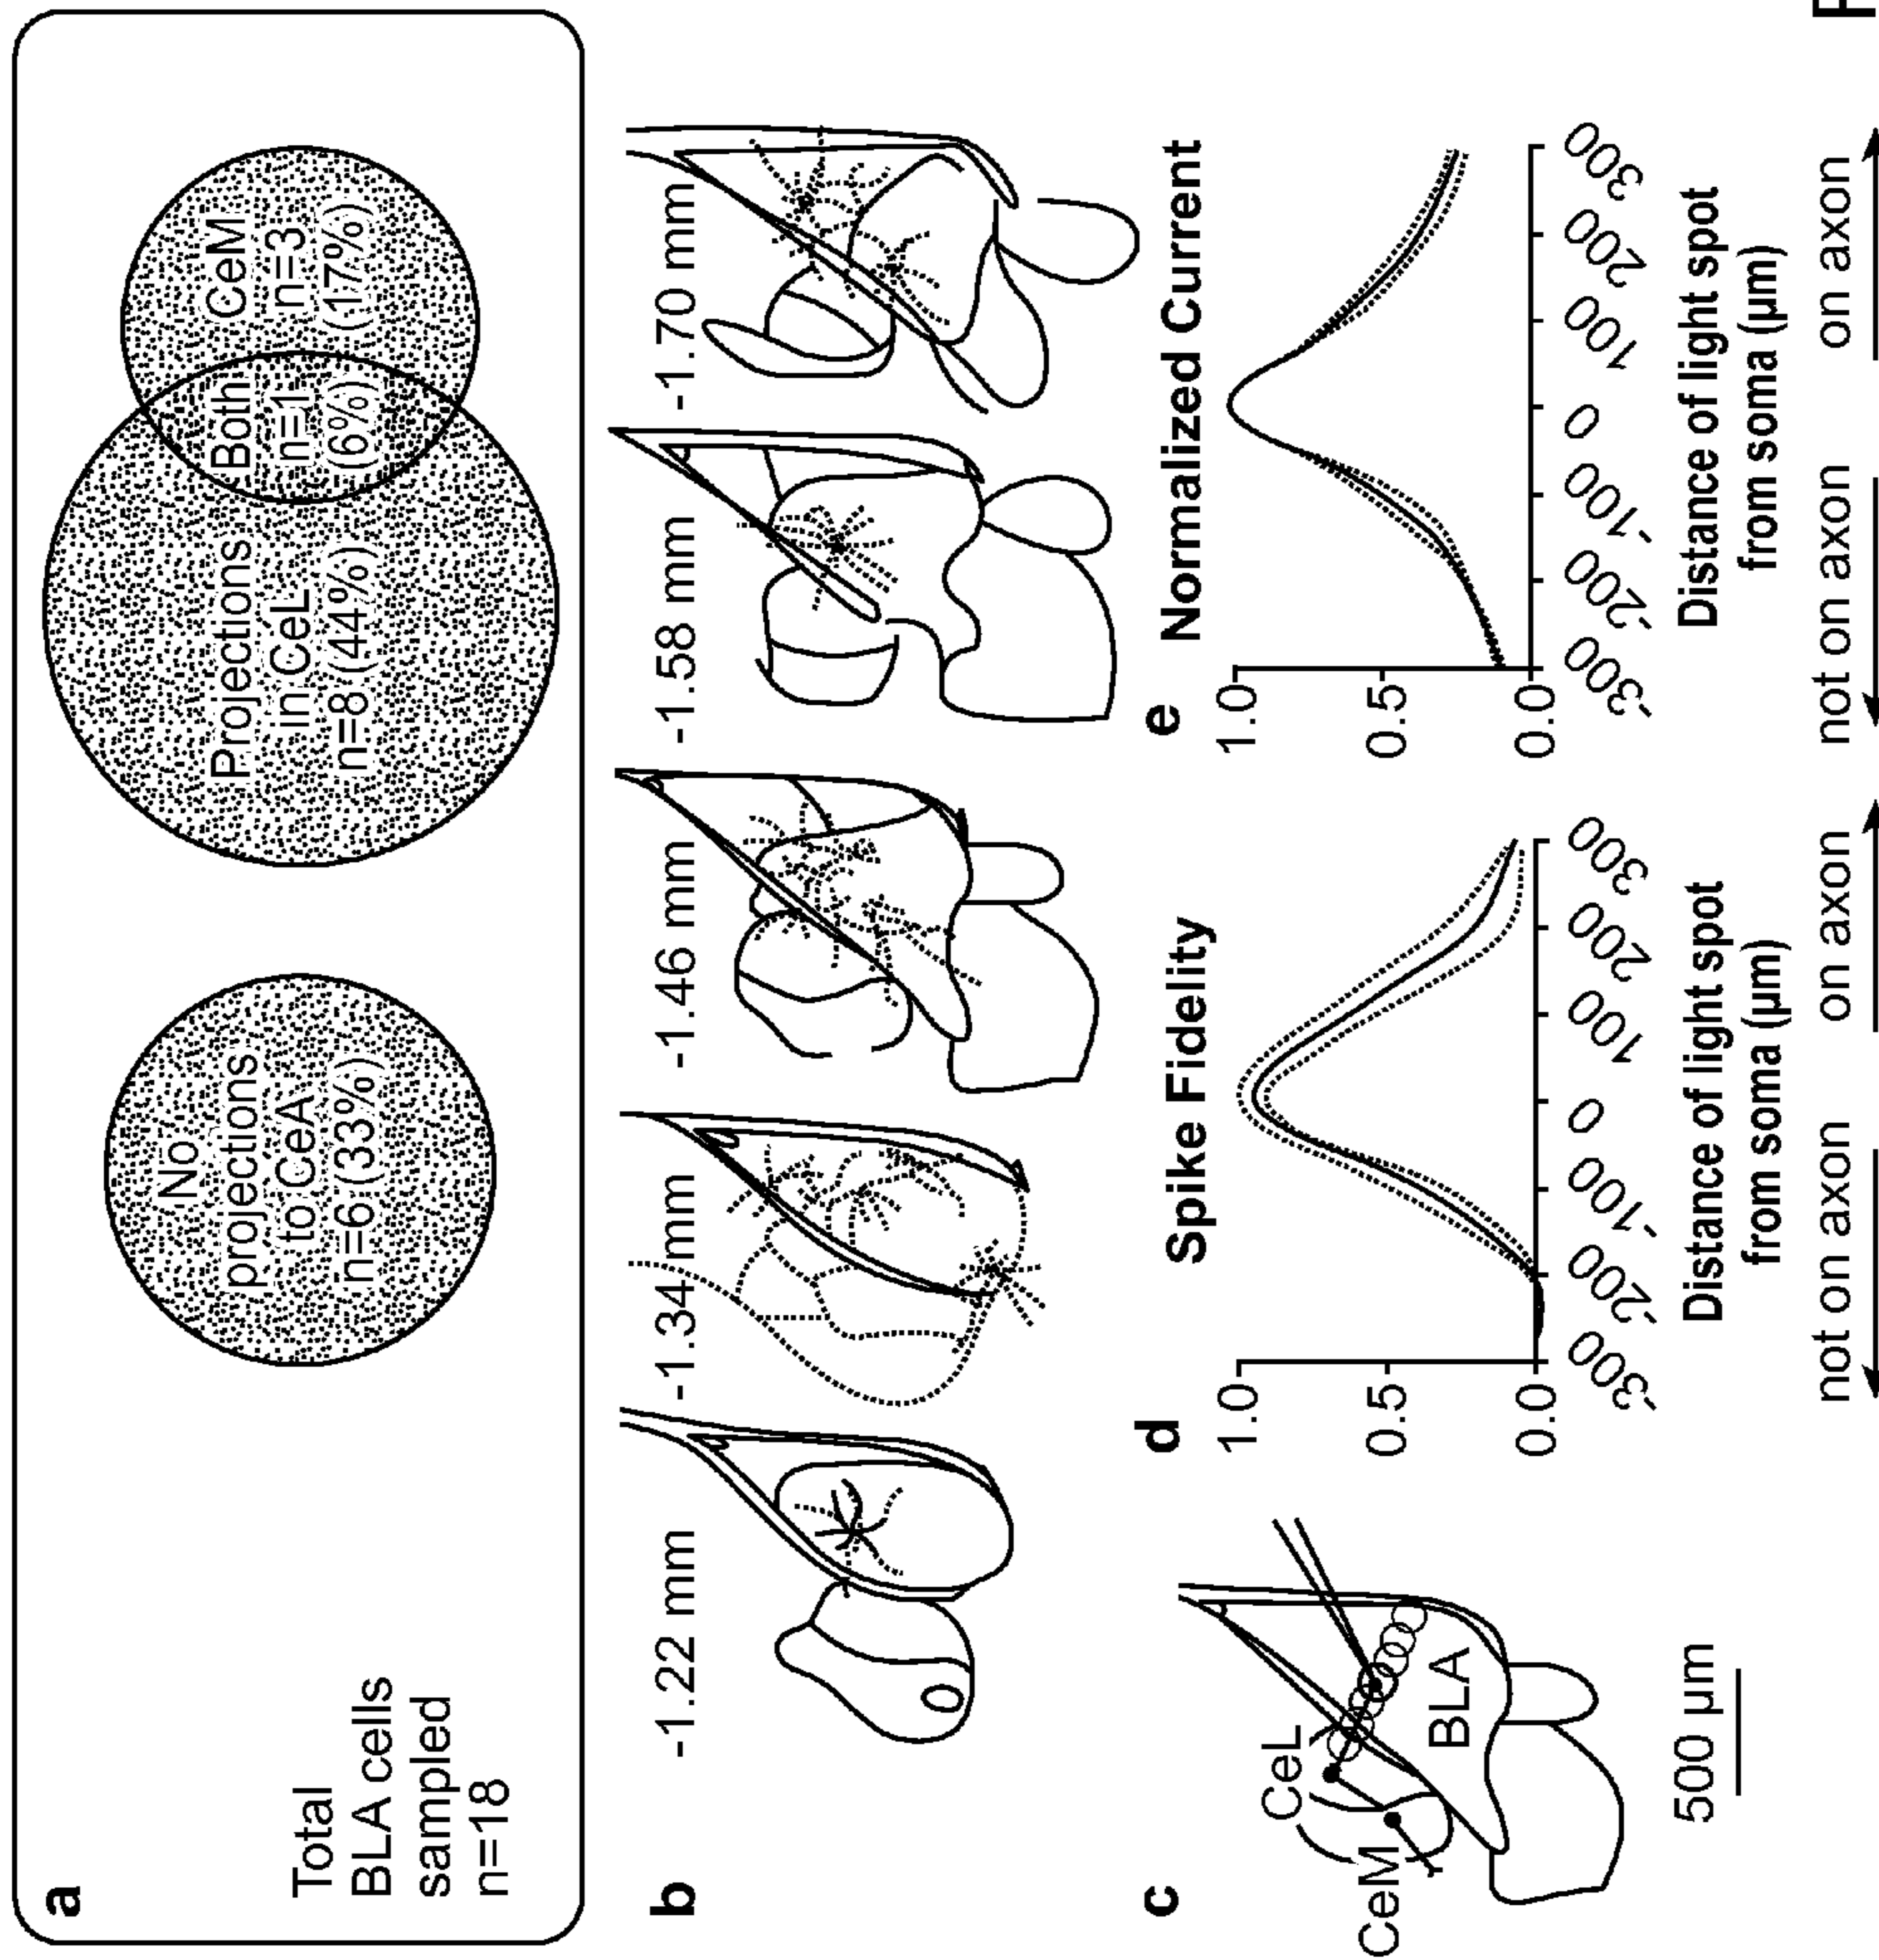 a
Total
BLA cells
sampled
n=18
No
projections
to CeA
n=6 (33%)
Projections
in CeL
n=8 (44%)
Both
n=1
(6%)
CeM
n=3
(17%)
b
-1.22 mm
-1.34 mm
-1.46 mm
-1.58 mm
-1.70 mm
c
CeM
CeL
BLA
500 µm
d
Spike Fidelity
1.0
0.5
0.0
-300 -200 -100 0 100 200 300
Distance of light spot
from soma (µm)
not on axon on axon
e
Normalized Current
1.0
0.5
0.0
-300 -200 -100 0 100 200 300
Distance of light spot
from soma (µm)
not on axon on axon